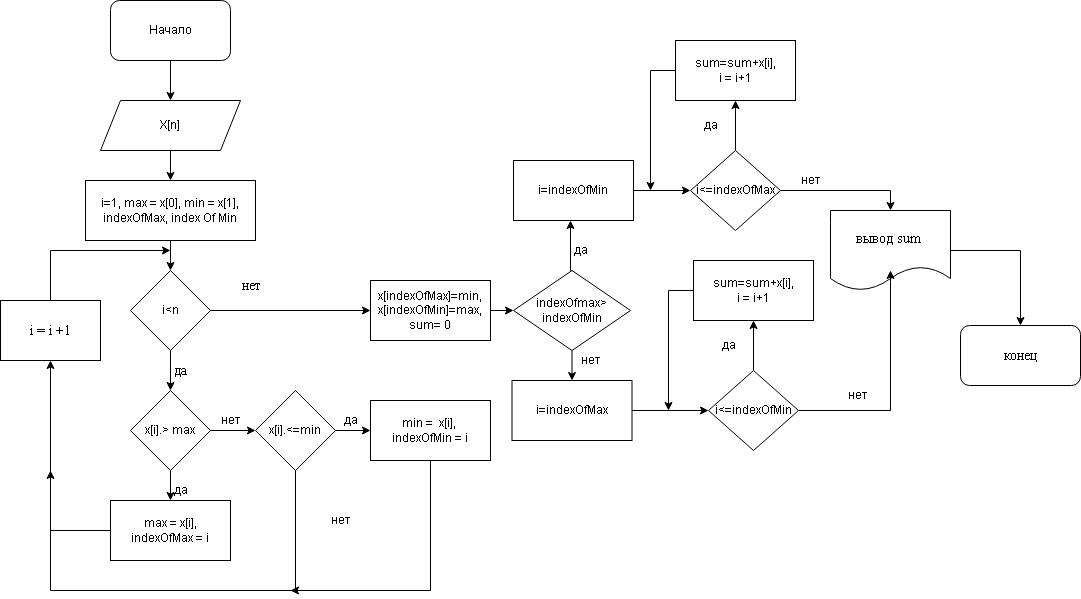 Начало
X[n]
i=1, max = x[0], min = x[1],
indexOfMax, index Of Min
i<n
нет
да
i = i +1
x[i].> max
нет
x[i].<=min
да
min =  x[i],
indexOfMin = i
да
max = x[i],
indexOfMax = i
нет
x[indexOfMax]=min,
x[indexOfMin]=max,
sum= 0
indexOfmax>
indexOfMin
да
i=indexOfMin
i<=indexOfMax
да
sum=sum+x[i],
i = i+1
нет
нет
i=indexOfMax
i<=indexOfMin
да
sum=sum+x[i],
i = i+1
нет
вывод sum
конец